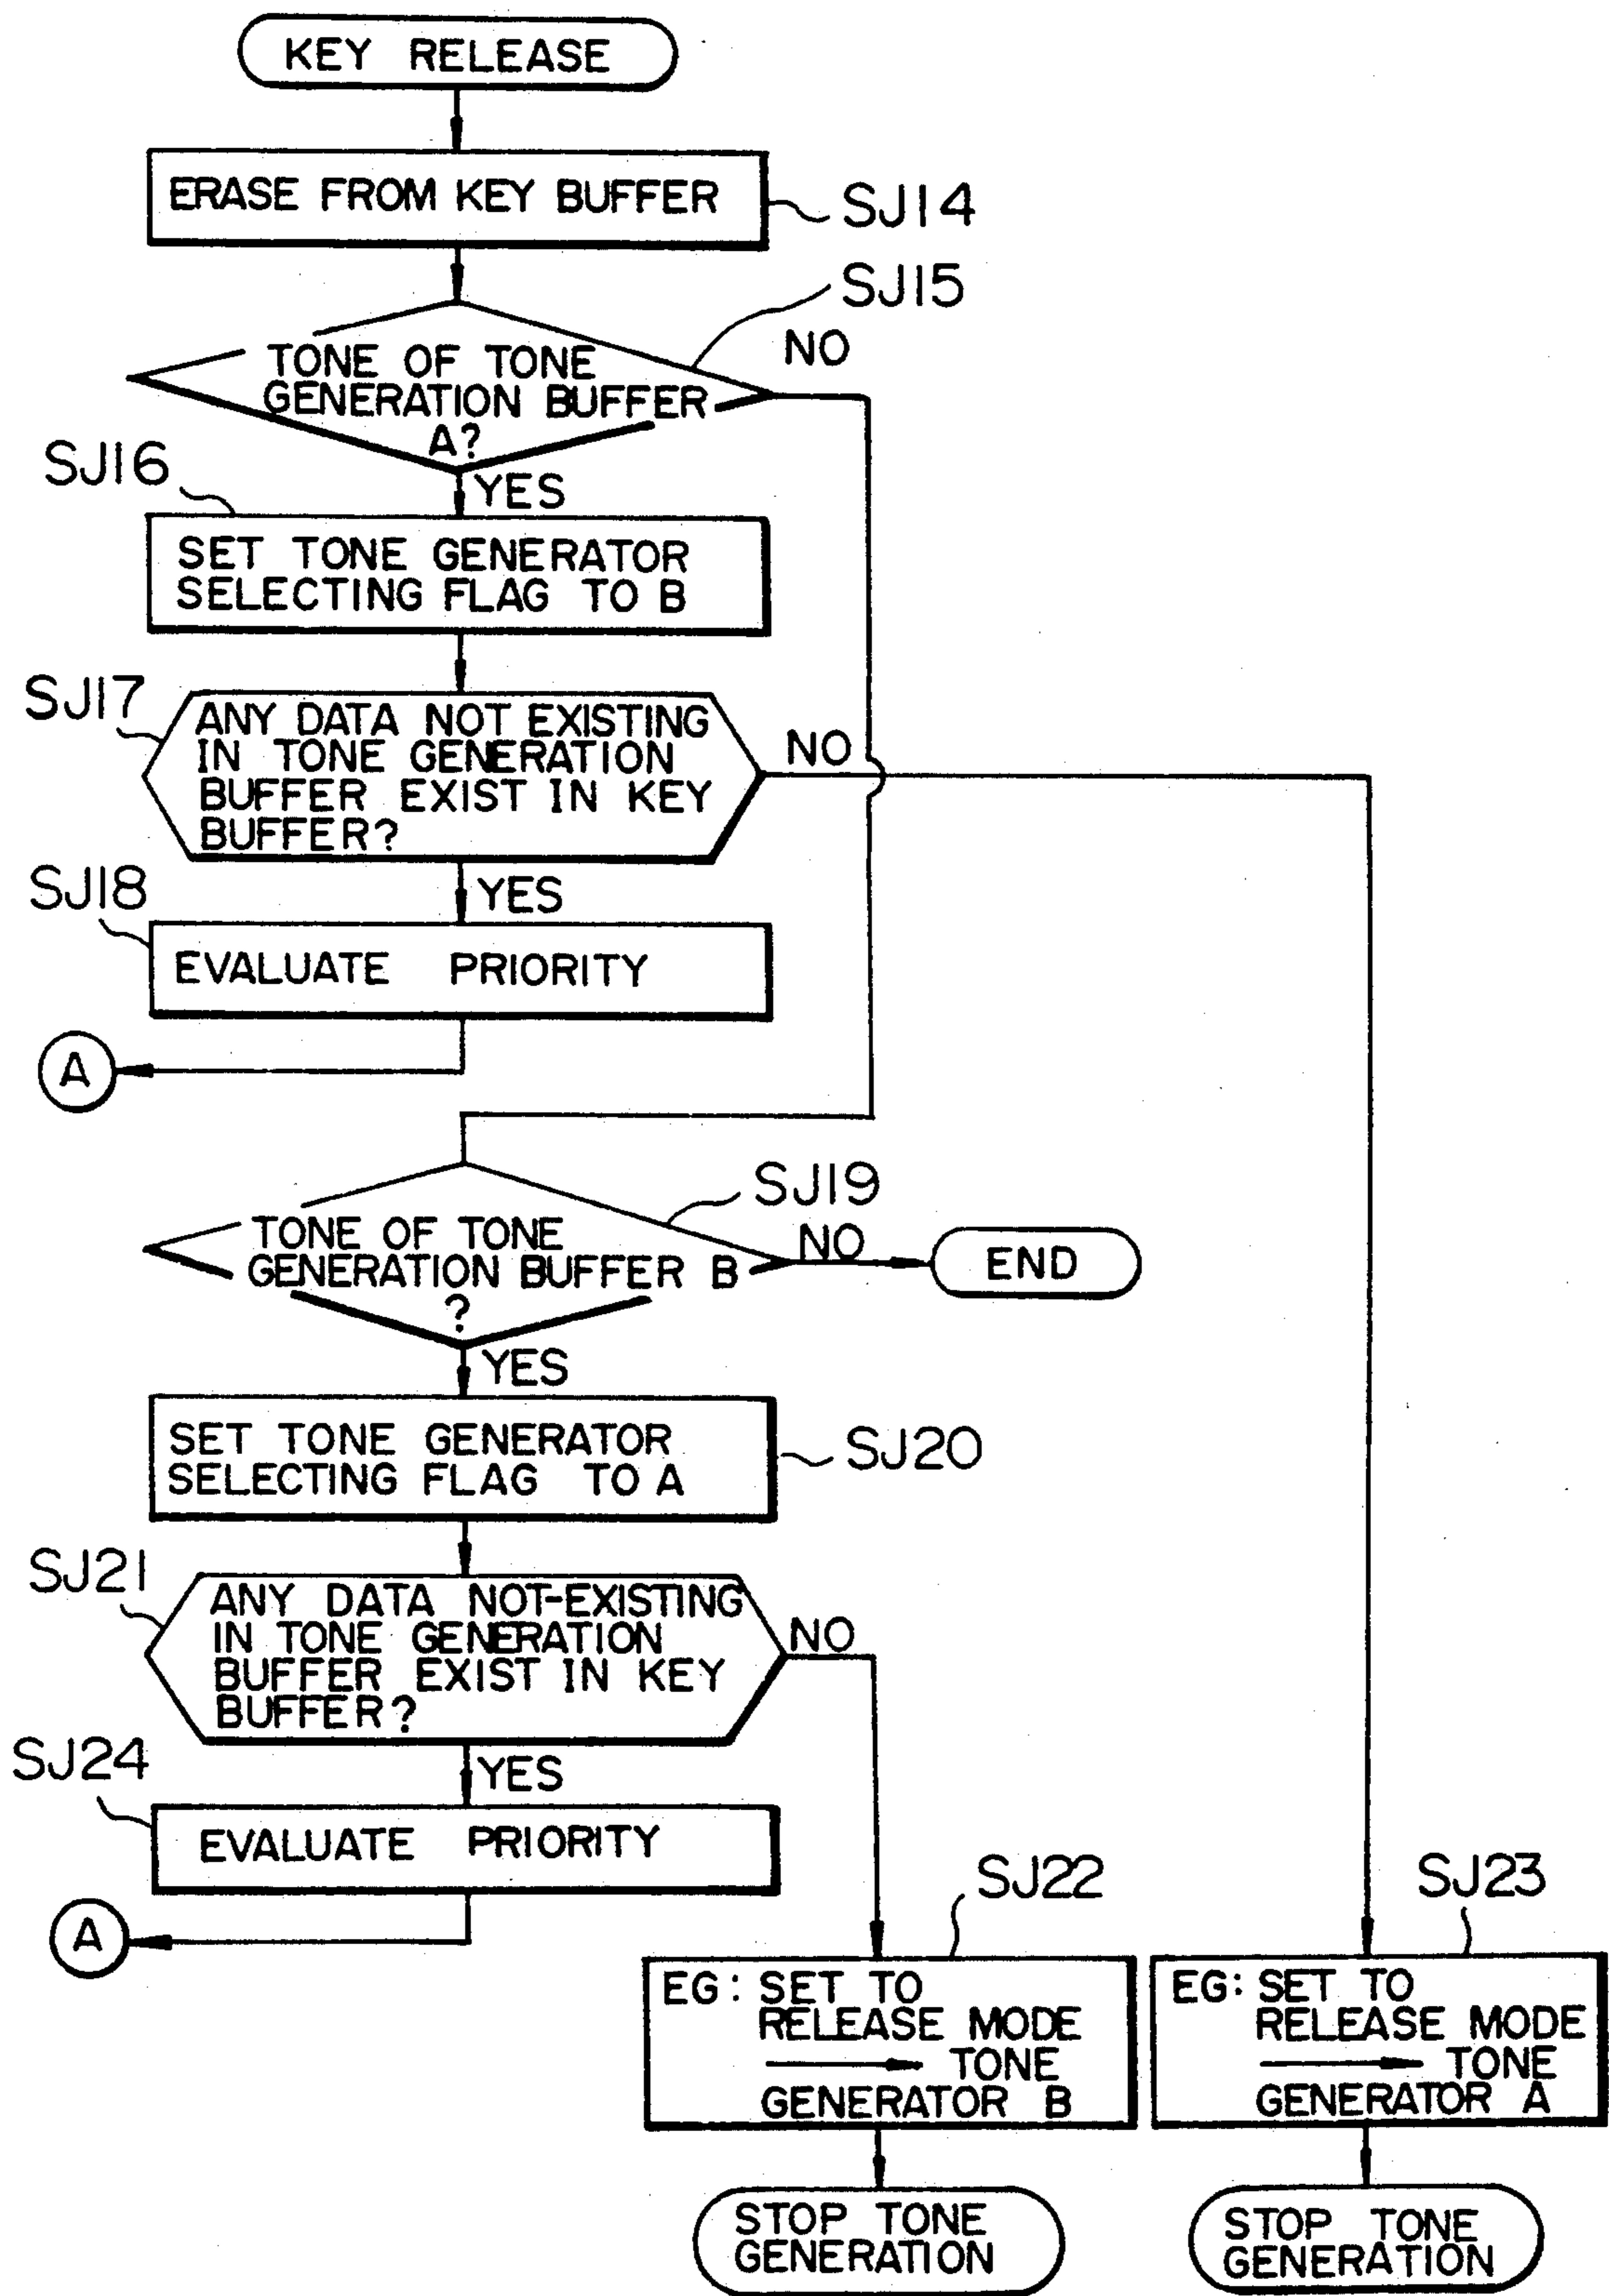 KEY RELEASE
ERASE FROM KEY BUFFER
SJ14
SJ15
NO
TONE OF TONE
GENERATION BUFFER
A?
SJ16
YES
SET TONE GENERATOR
SELECTING FLAG TO B
SJ17
ANY DATA NOT EXISTING
IN TONE GENERATION
BUFFER EXIST IN KEY
BUFFER?
NO
SJ18
YES
EVALUATE PRIORITY
A
SJ19
TONE OF TONE
GENERATION BUFFER B
?
NO
END
YES
SET TONE GENERATOR
SELECTING FLAG TO A
SJ20
SJ21
ANY DATA NOT-EXISTING
IN TONE GENERATION
BUFFER EXIST IN KEY
BUFFER?
NO
SJ24
YES
EVALUATE PRIORITY
A
SJ22
EG: SET TO
RELEASE MODE
→ TONE
GENERATOR B
STOP TONE
GENERATION
SJ23
EG: SET TO
RELEASE MODE
→ TONE
GENERATOR A
STOP TONE
GENERATION